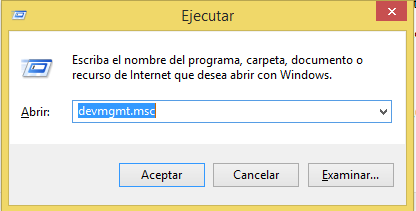 Ejecutar
Escriba el nombre del programa, carpeta, documento o
recurso de Internet que desea abrir con Windows.
Abrir: devmgmt.msc
Aceptar Cancelar Examinar...